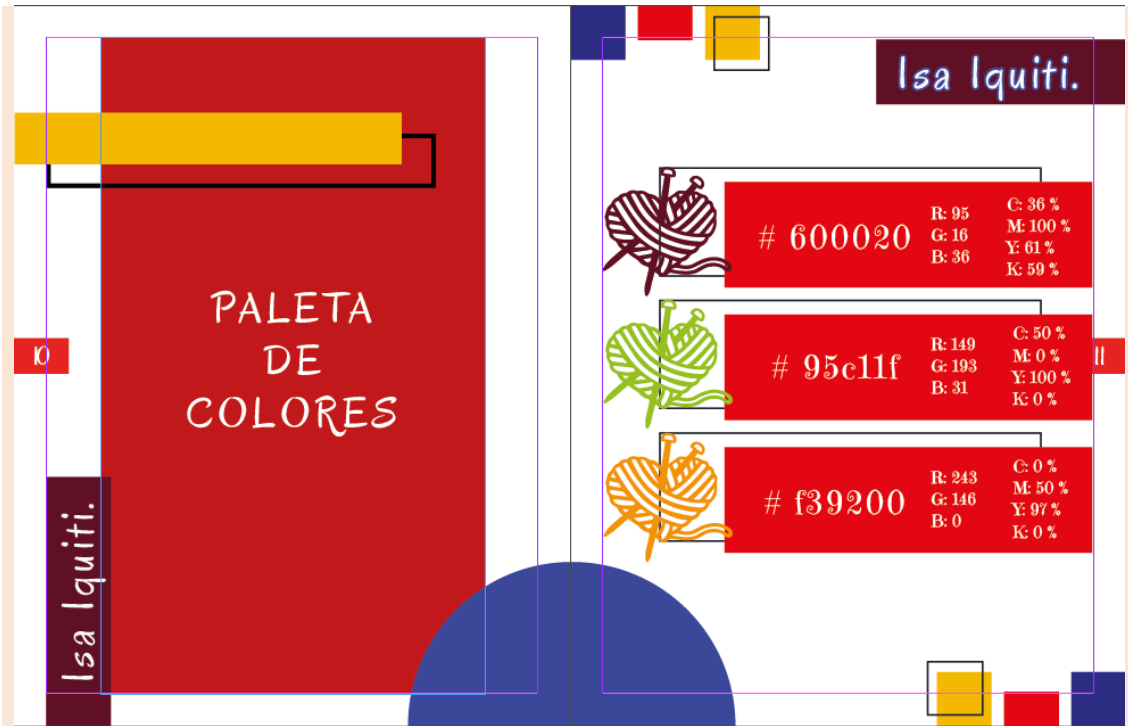 PALETA
DE
COLORES
10
Isa Iquiti.
Isa Iquiti.
# 600020
R: 95
G: 16
B: 36
C: 36 %
M: 100 %
Y: 61 %
K: 59 %
# 95c11f
R: 149
G: 193
B: 31
C: 50 %
M: 0 %
Y: 100 %
K: 0 %
11
# f39200
R: 243
G: 146
B: 0
C: 0 %
M: 50 %
Y: 97 %
K: 0 %